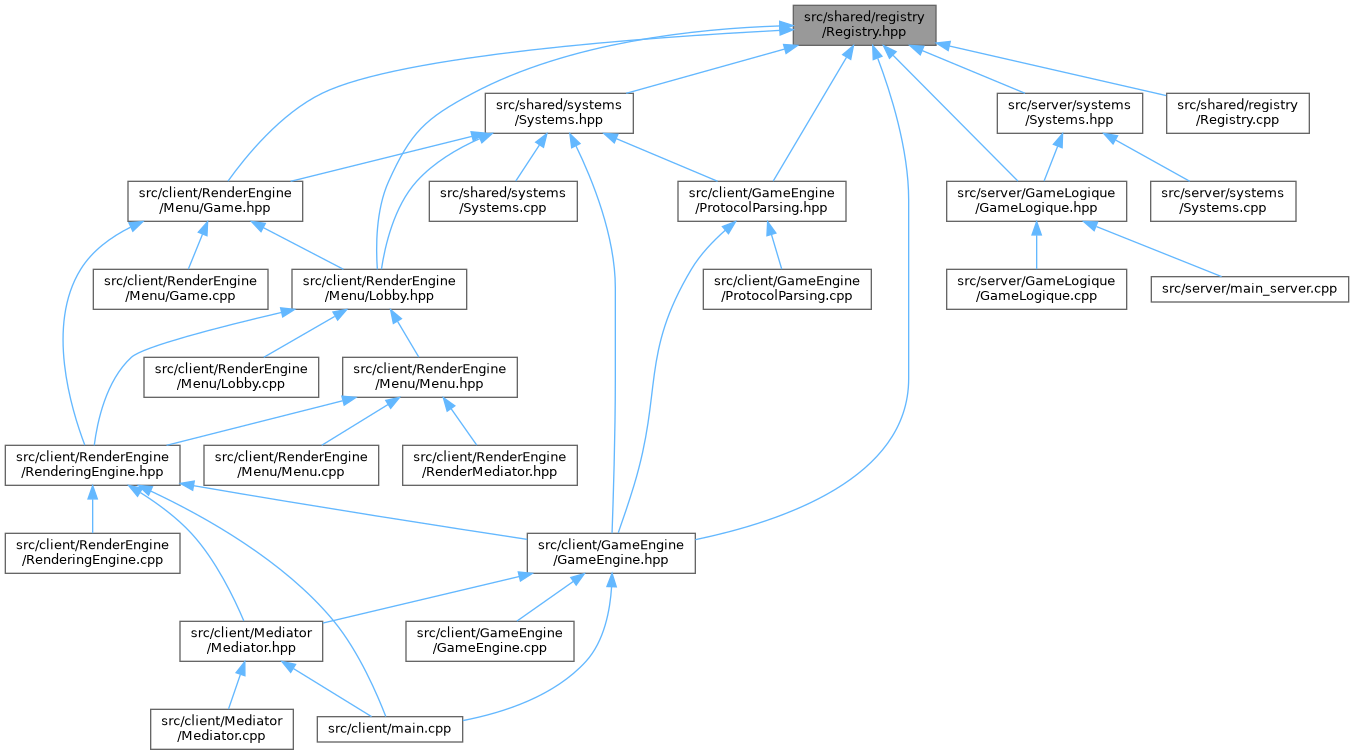 src/shared/registry
/Registry.hpp
src/shared/systems
/Systems.hpp
src/server/systems
/Systems.hpp
src/shared/registry
/Registry.cpp
src/client/RenderEngine
/Menu/Game.hpp
src/shared/systems
/Systems.cpp
src/client/GameEngine
/ProtocolParsing.hpp
src/server/GameLogique
/GameLogique.hpp
src/server/systems
/Systems.cpp
src/client/RenderEngine
/Menu/Game.cpp
src/client/RenderEngine
/Menu/Lobby.hpp
src/client/GameEngine
/ProtocolParsing.cpp
src/server/GameLogique
/GameLogique.cpp
src/server/main_server.cpp
src/client/RenderEngine
/Menu/Lobby.cpp
src/client/RenderEngine
/Menu/Menu.hpp
src/client/RenderEngine
/RenderingEngine.hpp
src/client/RenderEngine
/Menu/Menu.cpp
src/client/RenderEngine
/RenderMediator.hpp
src/client/RenderEngine
/RenderingEngine.cpp
src/client/GameEngine
/GameEngine.hpp
src/client/Mediator
/Mediator.hpp
src/client/GameEngine
/GameEngine.cpp
src/client/Mediator
/Mediator.cpp
src/client/main.cpp